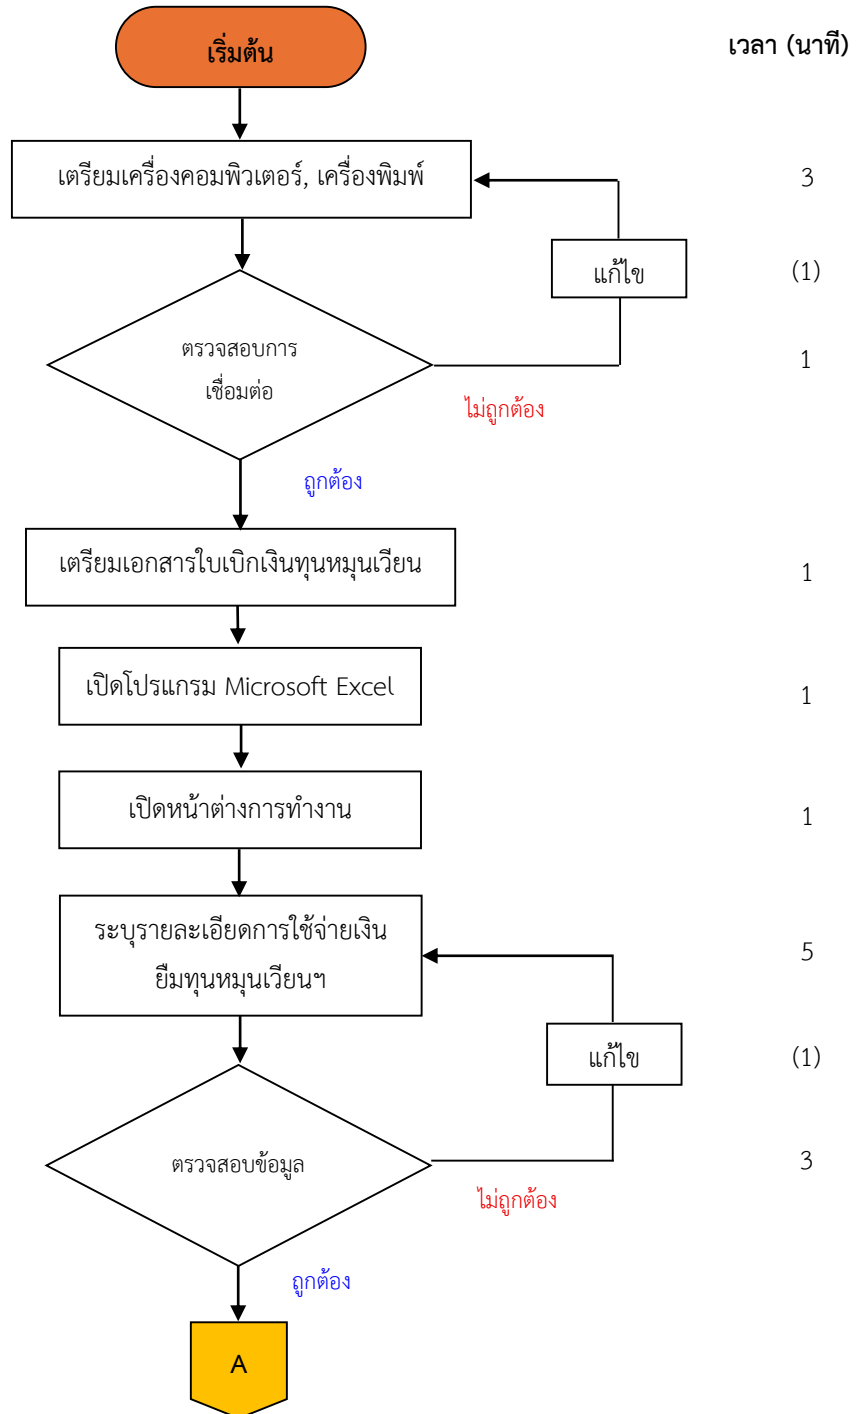 เริ่มต้น
เวลา (นาที)
เตรียมเครื่องคอมพิวเตอร์, เครื่องพิมพ์
3
แก้ไข
(1)
ตรวจสอบการ
เชื่อมต่อ
1
ไม่ถูกต้อง
ถูกต้อง
เตรียมเอกสารใบเบิกเงินทุนหมุนเวียน
1
เปิดโปรแกรม Microsoft Excel
1
เปิดหน้าต่างการทำงาน
1
ระบุรายละเอียดการใช้จ่ายเงิน
ยืมทุนหมุนเวียนฯ
5
แก้ไข
(1)
ตรวจสอบข้อมูล
3
ไม่ถูกต้อง
ถูกต้อง
A